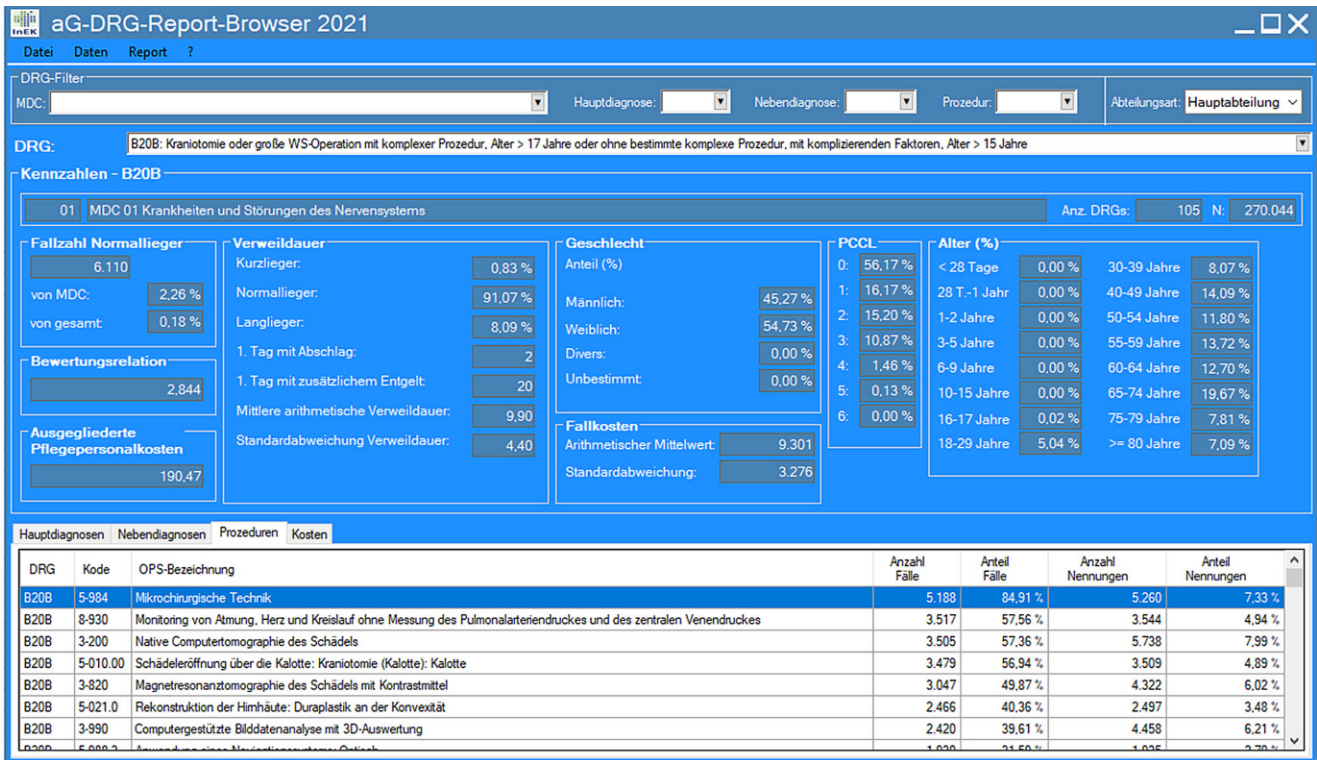 InEK aG-DRG-Report-Browser 2021
Datei Daten Report ?
DRG-Filter
MDC: Hauptdiagnose: Nebendiagnose: Prozedur: Abteilungsart: Hauptabteilung
DRG: B20B: Kraniotomie oder große WS-Operation mit komplexer Prozedur, Alter > 17 Jahre oder ohne bestimmte komplexe Prozedur, mit komplizierenden Faktoren, Alter > 15 Jahre
Kennzahlen - B20B
01 MDC 01 Krankheiten und Störungen des Nervensystems Anz. DRGs: 105 N: 270.044
Fallzahl Normallieger
6.110
von MDC: 2,26 %
von gesamt: 0,18 %
Bewertungsrelation
2,844
Ausgegliederte
Pflegepersonalkosten
190,47
Verweildauer
Kurzlieger: 0,83 %
Normallieger: 91,07 %
Langlieger: 8,09 %
1. Tag mit Abschlag: 2
1. Tag mit zusätzlichem Entgelt: 20
Mittlere arithmetische Verweildauer: 9,90
Standardabweichung Verweildauer: 4,40
Geschlecht
Anteil (%)
Männlich: 45,27 %
Weiblich: 54,73 %
Divers: 0,00 %
Unbestimmt: 0,00 %
Fallkosten
Arithmetischer Mittelwert: 9.301
Standardabweichung: 3.276
PCCL
0: 56,17 %
1: 16,17 %
2: 15,20 %
3: 10,87 %
4: 1,46 %
5: 0,13 %
6: 0,00 %
Alter (%)
< 28 Tage 0,00 % 30-39 Jahre 8,07 %
28 T.-1 Jahr 0,00 % 40-49 Jahre 14,09 %
1-2 Jahre 0,00 % 50-54 Jahre 11,80 %
3-5 Jahre 0,00 % 55-59 Jahre 13,72 %
6-9 Jahre 0,00 % 60-64 Jahre 12,70 %
10-15 Jahre 0,00 % 65-74 Jahre 19,67 %
16-17 Jahre 0,02 % 75-79 Jahre 7,81 %
18-29 Jahre 5,04 % >= 80 Jahre 7,09 %
Hauptdiagnosen Nebendiagnosen Prozeduren Kosten
DRG Kode OPS-Bezeichnung Anzahl Fälle Anteil Fälle Anzahl Nennungen Anteil Nennungen
B20B 5-984 Mikrochirurgische Technik 5.188 84,91 % 5.260 7,33 %
B20B 8-930 Monitoring von Atmung, Herz und Kreislauf ohne Messung des Pulmonalarteriendruckes und des zentralen Venendruckes 3.517 57,56 % 3.544 4,94 %
B20B 3-200 Native Computertomographie des Schädels 3.505 57,36 % 5.738 7,99 %
B20B 5-010.00 Schädeleröffnung über die Kalotte: Kraniotomie (Kalotte): Kalotte 3.479 56,94 % 3.509 4,89 %
B20B 3-820 Magnetresonanztomographie des Schädels mit Kontrastmittel 3.047 49,87 % 4.322 6,02 %
B20B 5-021.0 Rekonstruktion der Hirnhäute: Duraplastik an der Konvexität 2.466 40,36 % 2.497 3,48 %
B20B 3-990 Computergestützte Bilddatenanalyse mit 3D-Auswertung 2.420 39,61 % 4.458 6,21 %